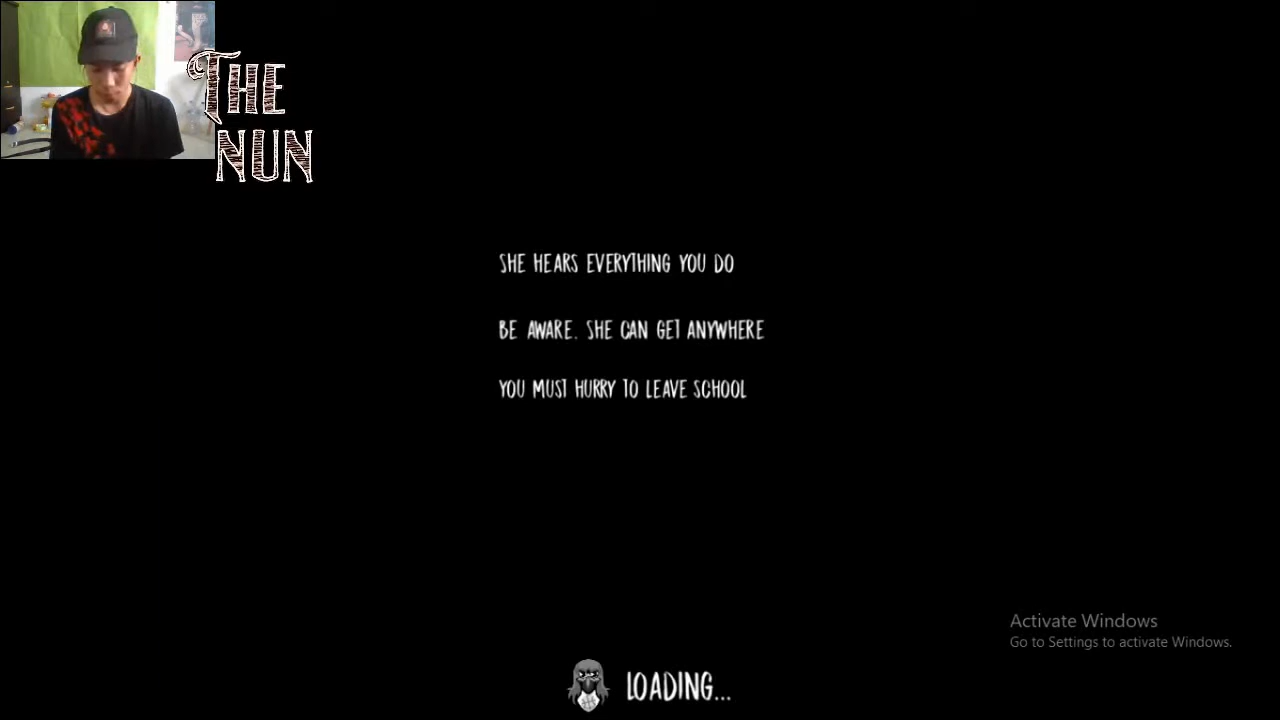 THE
NUN
SHE HEARS EVERYTHING YOU DO
BE AWARE. SHE CAN GET ANYWHERE
YOU MUST HURRY TO LEAVE SCHOOL
Activate Windows
Go to Settings to activate Windows.
LOADING...